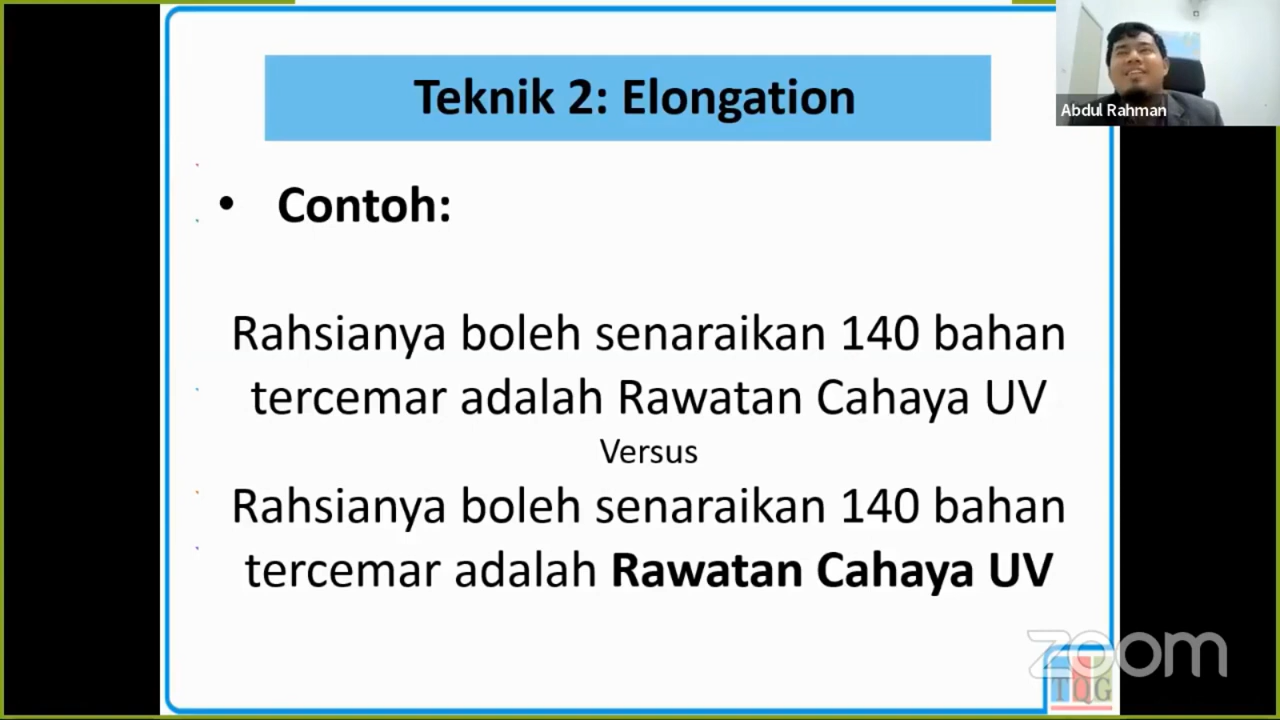 Teknik 2: Elongation
Abdul Rahman
• Contoh:
Rahsianya boleh senaraikan 140 bahan
tercemar adalah Rawatan Cahaya UV
Versus
Rahsianya boleh senaraikan 140 bahan
tercemar adalah Rawatan Cahaya UV
zoom
TQG